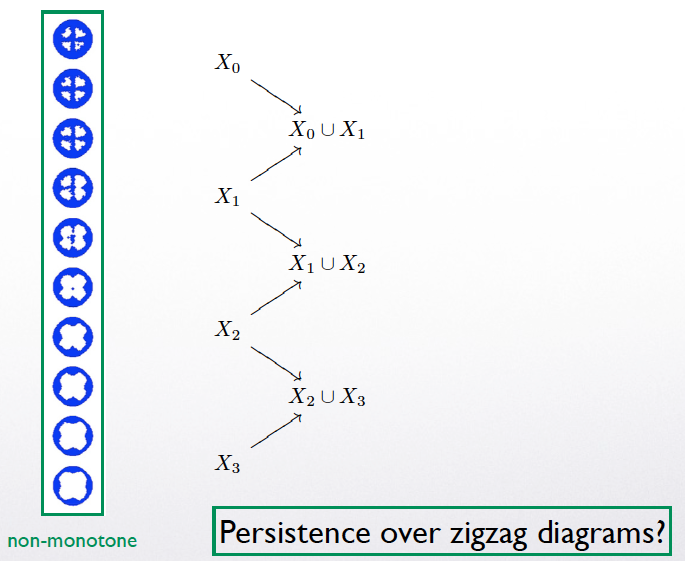 X₀
X₀ ∪ X₁
X₁
X₁ ∪ X₂
X₂
X₂ ∪ X₃
X₃
Persistence over zigzag diagrams?
non-monotone